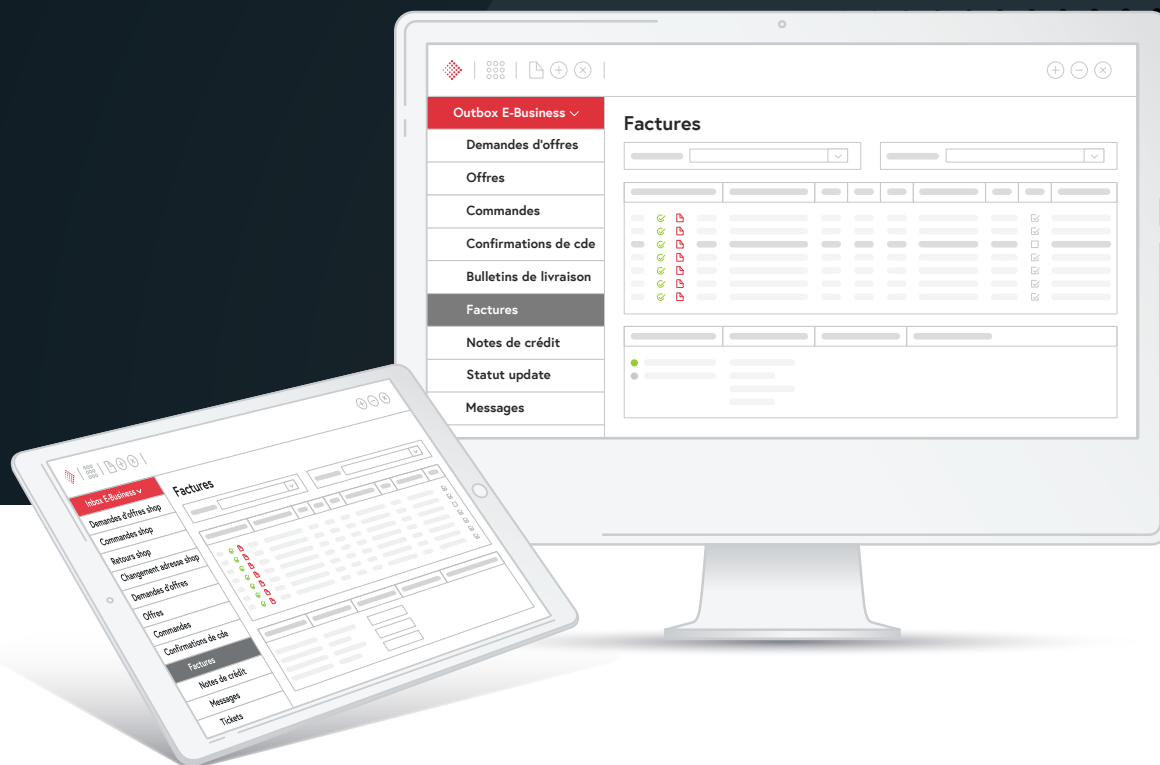 Outbox E-Business
Factures
Demandes d'offres
Offres
Commandes
Confirmations de cde
Bulletins de livraison
Factures
Notes de crédit
Statut update
Messages
Inbox E-Business
Factures
Demandes d'offres shop
Commandes shop
Retours shop
Changement adresse shop
Demandes d'offres
Offres
Commandes
Confirmations de cde
Factures
Notes de crédit
Messages
Tickets